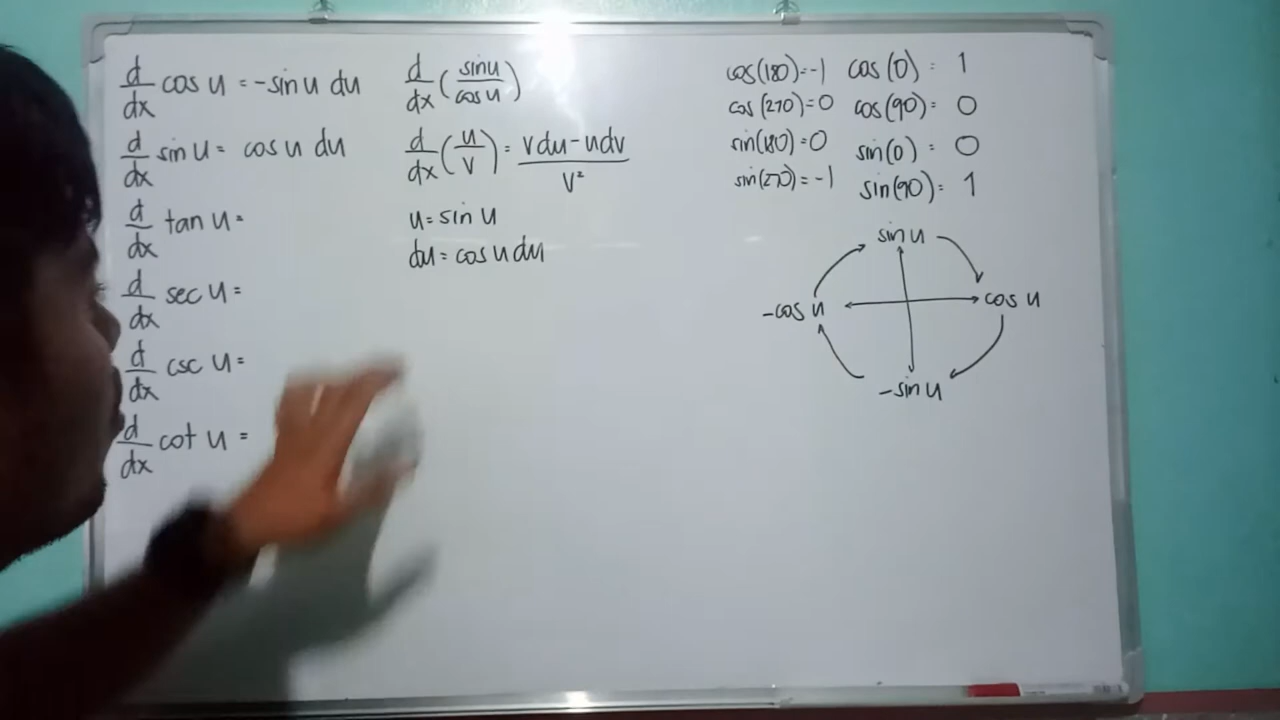 d/dx cos u = -sin u du
d/dx sin u = cos u du
d/dx tan u =
d/dx sec u =
d/dx csc u =
d/dx cot u =
d/dx (sin u / cos u)
d/dx (u/v) = (v du - u dv) / v²
u = sin u
du = cos u du
cos(180) = -1 cos(0) = 1
cos(270) = 0 cos(90) = 0
sin(180) = 0 sin(0) = 0
sin(270) = -1 sin(90) = 1
sin u
-cos u cos u
-sin u